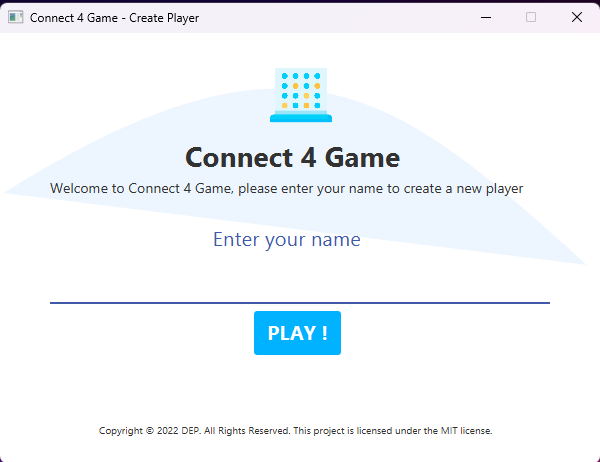 Connect 4 Game - Create Player
Connect 4 Game
Welcome to Connect 4 Game, please enter your name to create a new player
Enter your name
PLAY !
Copyright © 2022 DEP. All Rights Reserved. This project is licensed under the MIT license.